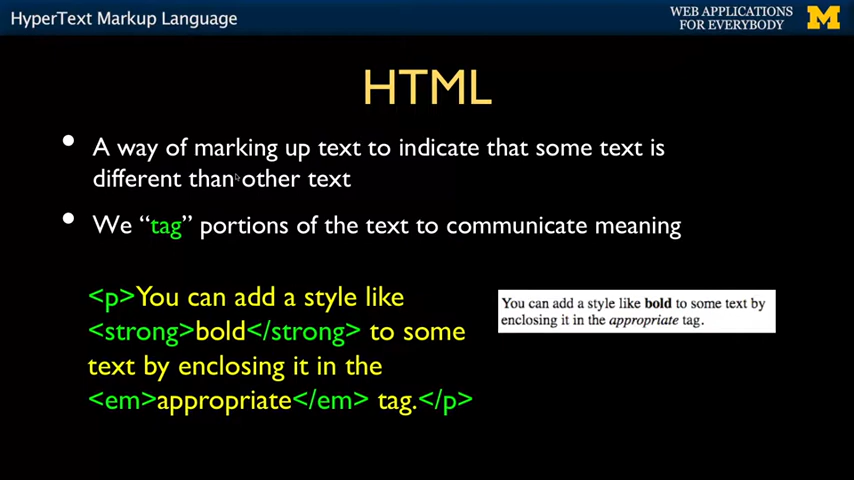 HyperText Markup Language
WEB APPLICATIONS
FOR EVERYBODY
M
HTML
• A way of marking up text to indicate that some text is
different than other text
• We “tag” portions of the text to communicate meaning
<p>You can add a style like
<strong>bold</strong> to some
text by enclosing it in the
<em>appropriate</em> tag.</p>
You can add a style like bold to some text by
enclosing it in the appropriate tag.